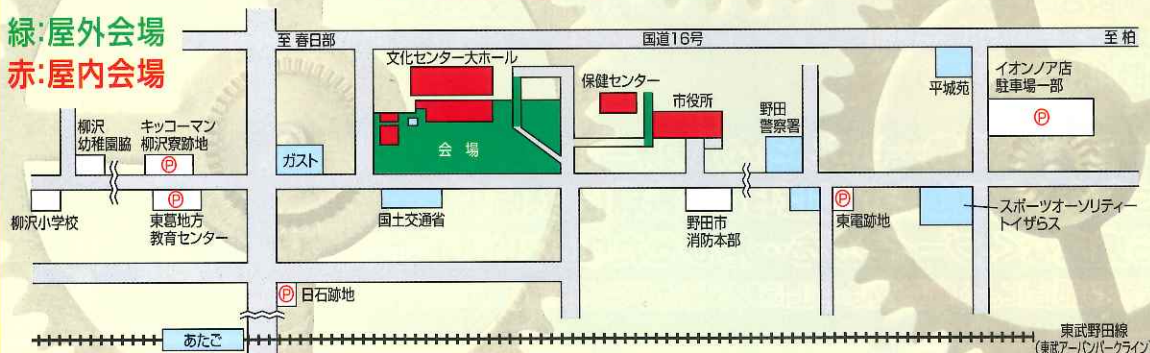 緑:屋外会場
赤:屋内会場
至 春日部
国道16号
至 柏
文化センター大ホール
保健センター
市役所
平城苑
イオンノア店
駐車場一部
P
柳沢
幼稚園脇
キッコーマン
柳沢寮跡地
P
ガスト
会場
野田
警察署
柳沢小学校
P
東葛地方
教育センター
国土交通省
野田市
消防本部
P
東電跡地
スポーツオーソリティー
トイザらス
P
日石跡地
あたご
東武野田線
(東武アーバンパークライン)